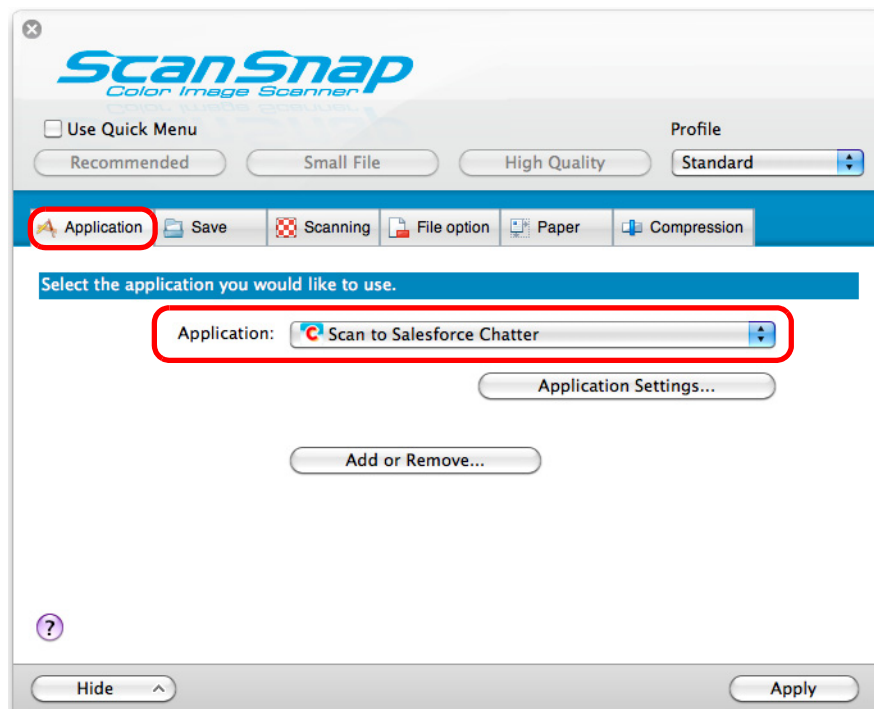 ScanSnap
Color Image Scanner
Use Quick Menu
Profile
Recommended
Small File
High Quality
Standard
Application
Save
Scanning
File option
Paper
Compression
Select the application you would like to use.
Application:
Scan to Salesforce Chatter
Application Settings...
Add or Remove...
?
Hide
Apply